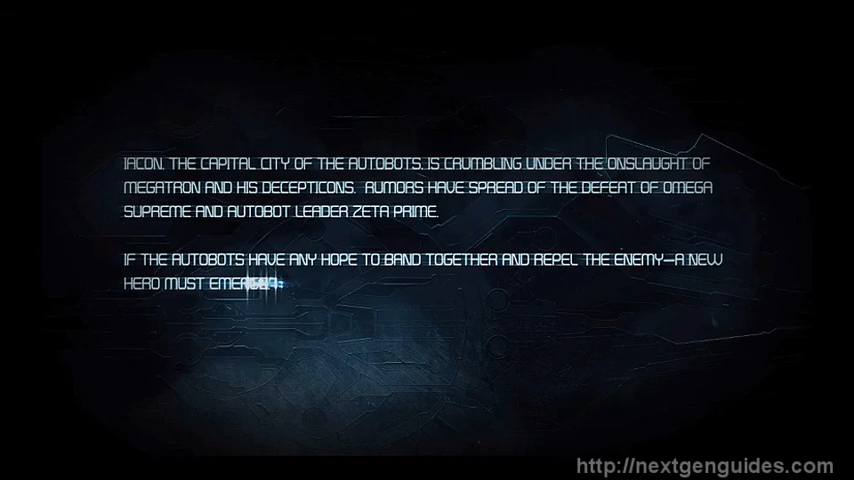 IACON, THE CAPITAL CITY OF THE AUTOBOTS, IS CRUMBLING UNDER THE ONSLAUGHT OF
MEGATRON AND HIS DECEPTICONS. RUMORS HAVE SPREAD OF THE DEFEAT OF OMEGA
SUPREME AND AUTOBOT LEADER ZETA PRIME.
IF THE AUTOBOTS HAVE ANY HOPE TO BAND TOGETHER AND REPEL THE ENEMY—A NEW
HERO MUST
http://nextgenguides.com